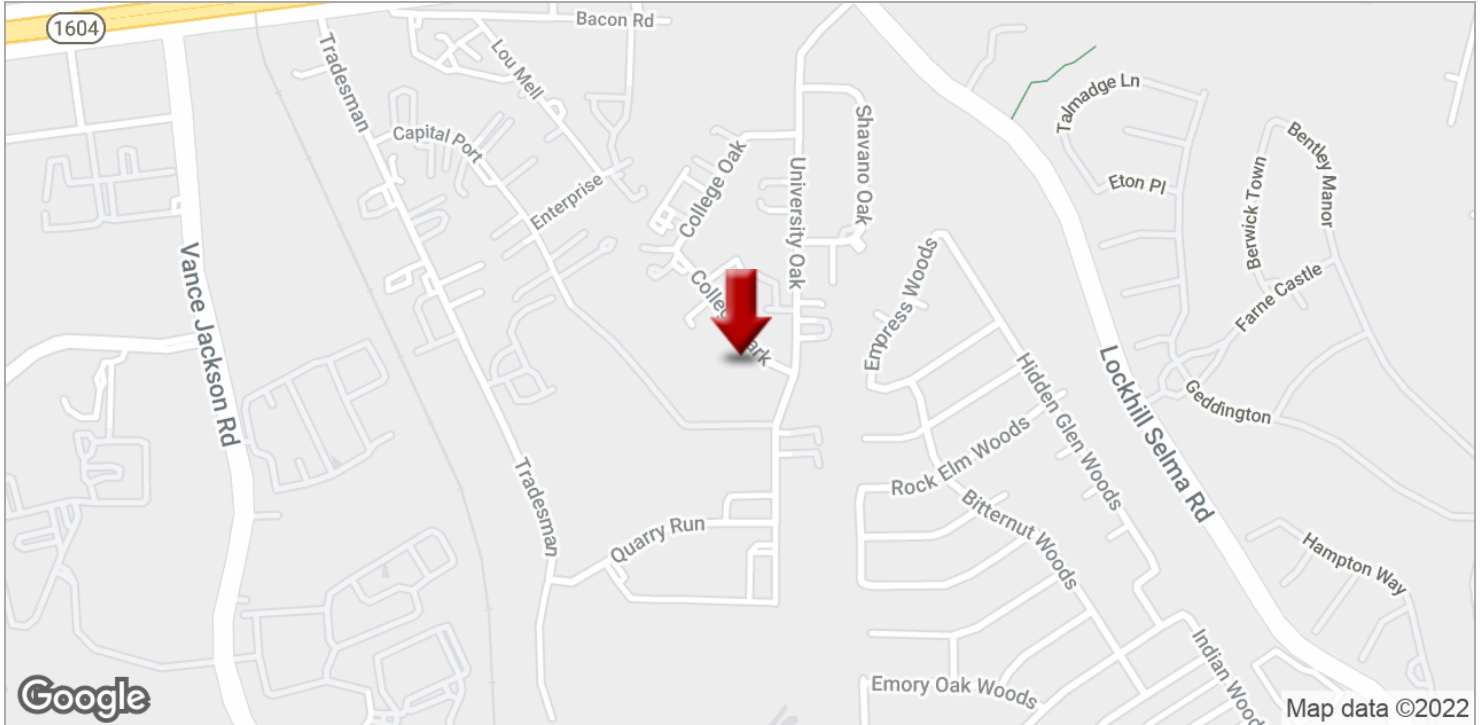 1604
Bacon Rd
Tradesman
Lou Mell
Capital Port
Enterprise
College Oak
University Oak
Shavano Oak
Talmadge Ln
Eton Pl
Bentley Manor
Berwick Town
Farne Castle
Geddington
Vance Jackson Rd
Empress Woods
Hidden Glen Woods
Lockhill Selma Rd
Rock Elm Woods
Bitternut Woods
Tradesman
Quarry Run
Hampton Way
Emory Oak Woods
Google
Map data ©2022